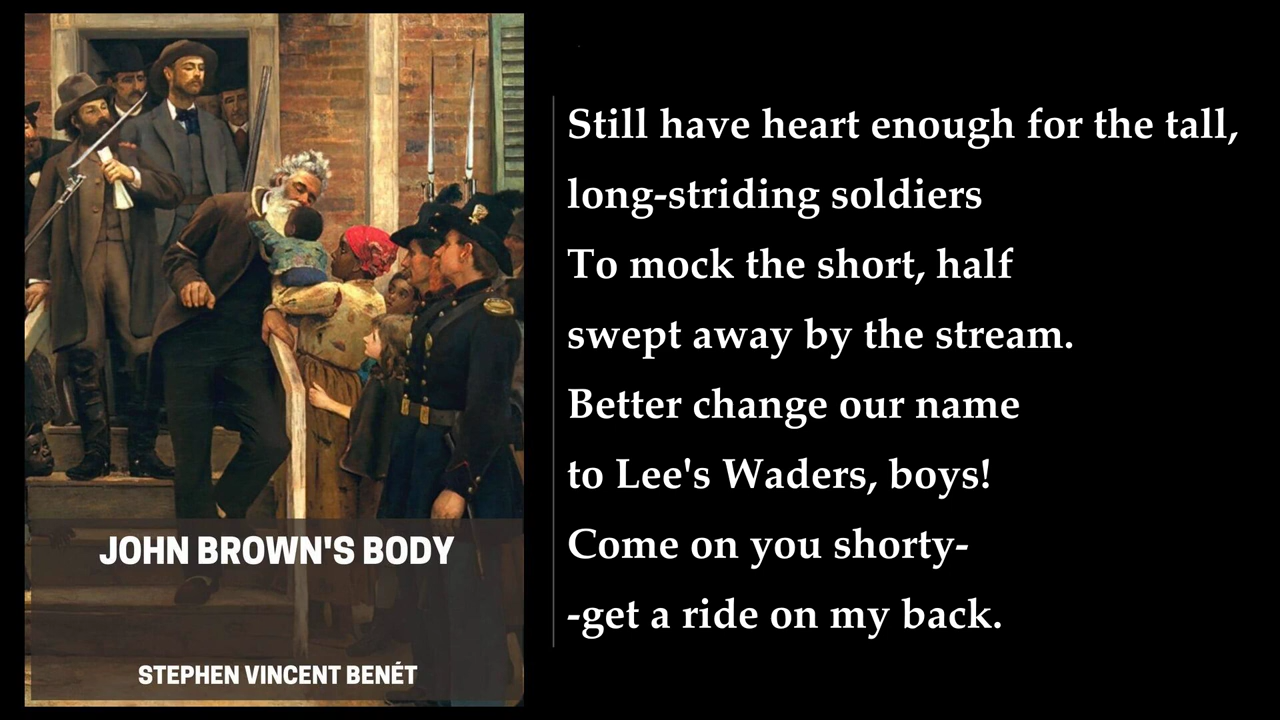 JOHN BROWN'S BODY
STEPHEN VINCENT BENÉT
Still have heart enough for the tall,
long-striding soldiers
To mock the short, half
swept away by the stream.
Better change our name
to Lee's Waders, boys!
Come on you shorty-
-get a ride on my back.